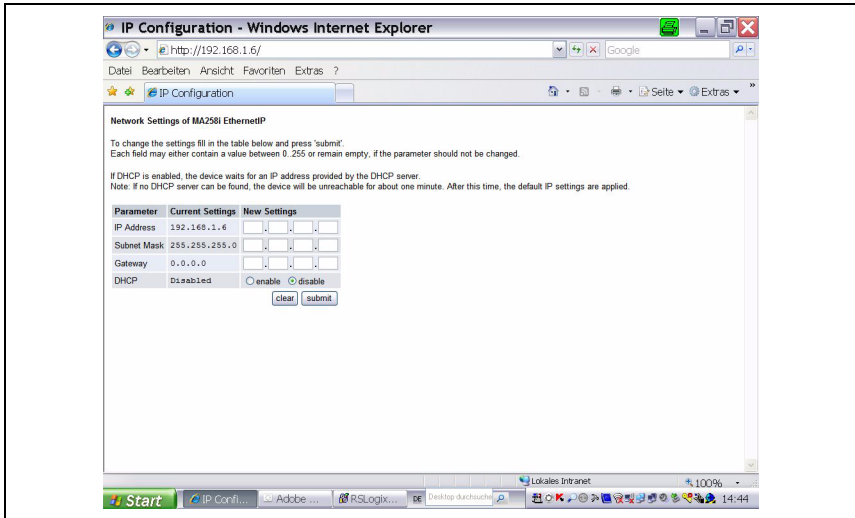 IP Configuration - Windows Internet Explorer
http://192.168.1.6/
Google
Datei Bearbeiten Ansicht Favoriten Extras ?
IP Configuration
Seite Extras »
Network Settings of MA258i EthernetIP
To change the settings fill in the table below and press 'submit'.
Each field may either contain a value between 0..255 or remain empty, if the parameter should not be changed.
If DHCP is enabled, the device waits for an IP address provided by the DHCP server.
Note: If no DHCP server can be found, the device will be unreachable for about one minute. After this time, the default IP settings are applied.
Parameter Current Settings New Settings
IP Address 192.168.1.6 . . .
Subnet Mask 255.255.255.0 . . .
Gateway 0.0.0.0 . . .
DHCP Disabled enable disable
clear submit
Lokales Intranet 100%
Start IP Confi... Adobe ... RSLogix... DE Desktop durchsuche 14:44